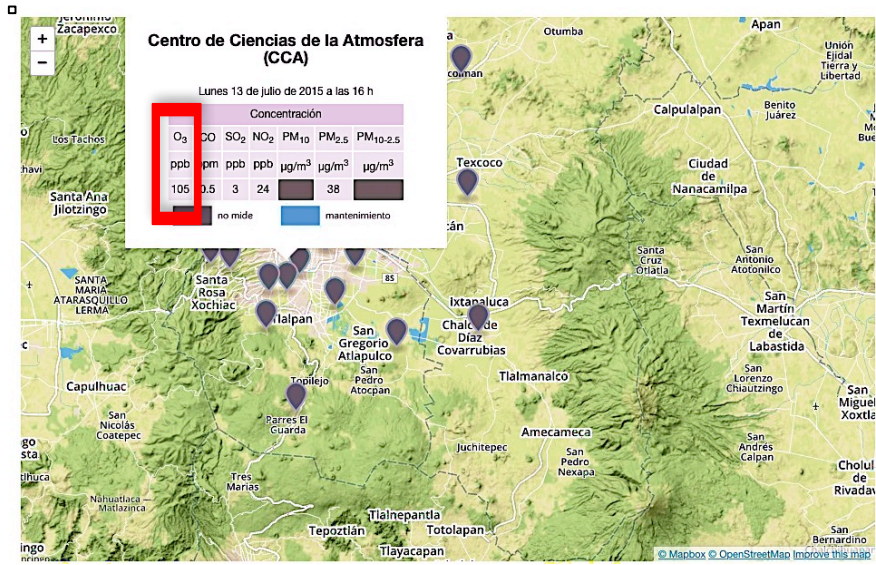 Zacapexco
+
−
Centro de Ciencias de la Atmosfera
(CCA)
Lunes 13 de julio de 2015 a las 16 h
Concentración
O3 CO SO2 NO2 PM10 PM2.5 PM10-2.5
ppb ppm ppb ppb µg/m³ µg/m³ µg/m³
105 0.5 3 24 38
no mide mantenimiento
Otumba
Apan
Unión
Ejidal
Tierra y
Libertad
Calpulalpan
Benito
Juárez
Los Tachos
Texcoco
Ciudad
de
Nanacamilpa
Santa Ana
Jilotzingo
Santa
Cruz
Otlatla
San
Antonio
Atotonilco
SANTA
MARIA
ATARASQUILLO
LERMA
Santa
Rosa
Xochiac
85
Ixtapaluca
San
Martín
Texmelucan
de
Labastida
Tlalpan
San
Gregorio
Atlapulco
Chalco de
Díaz
Covarrubias
San
Pedro
Atocpan
Tlalmanalco
San
Lorenzo
Chiautzingo
Capulhuac
Topilejo
San
Miguel
Xoxtla
San
Nicolás
Coatepec
Parres El
Guarda
Amecameca
Juchitepec
San
Pedro
Nexapa
San
Andrés
Calpan
Tres
Marías
Nahuatlaca —
Matlazinca
Tlalnepantla
Tepoztlán
Totolapan
Tlayacapan
San
Bernardino
© Mapbox © OpenStreetMap Improve this map